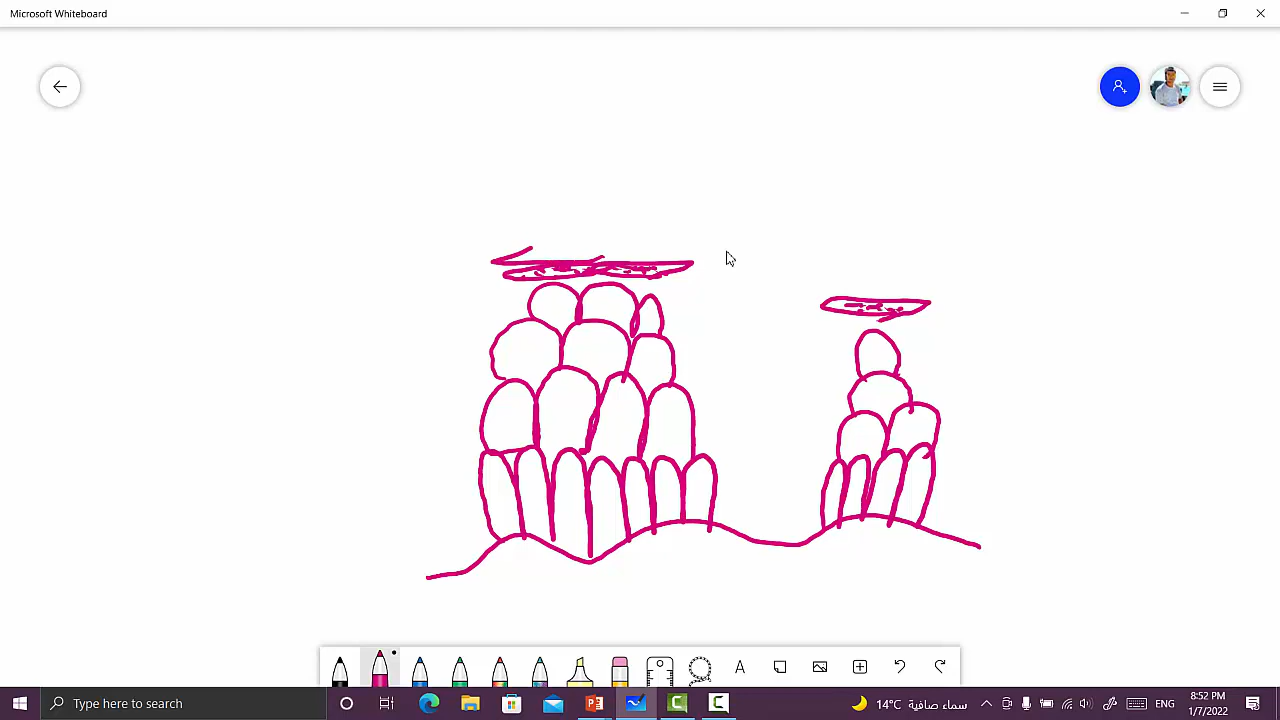 Microsoft Whiteboard
A
Type here to search
14°C سماء صافية
ENG
8:52 PM
1/7/2022